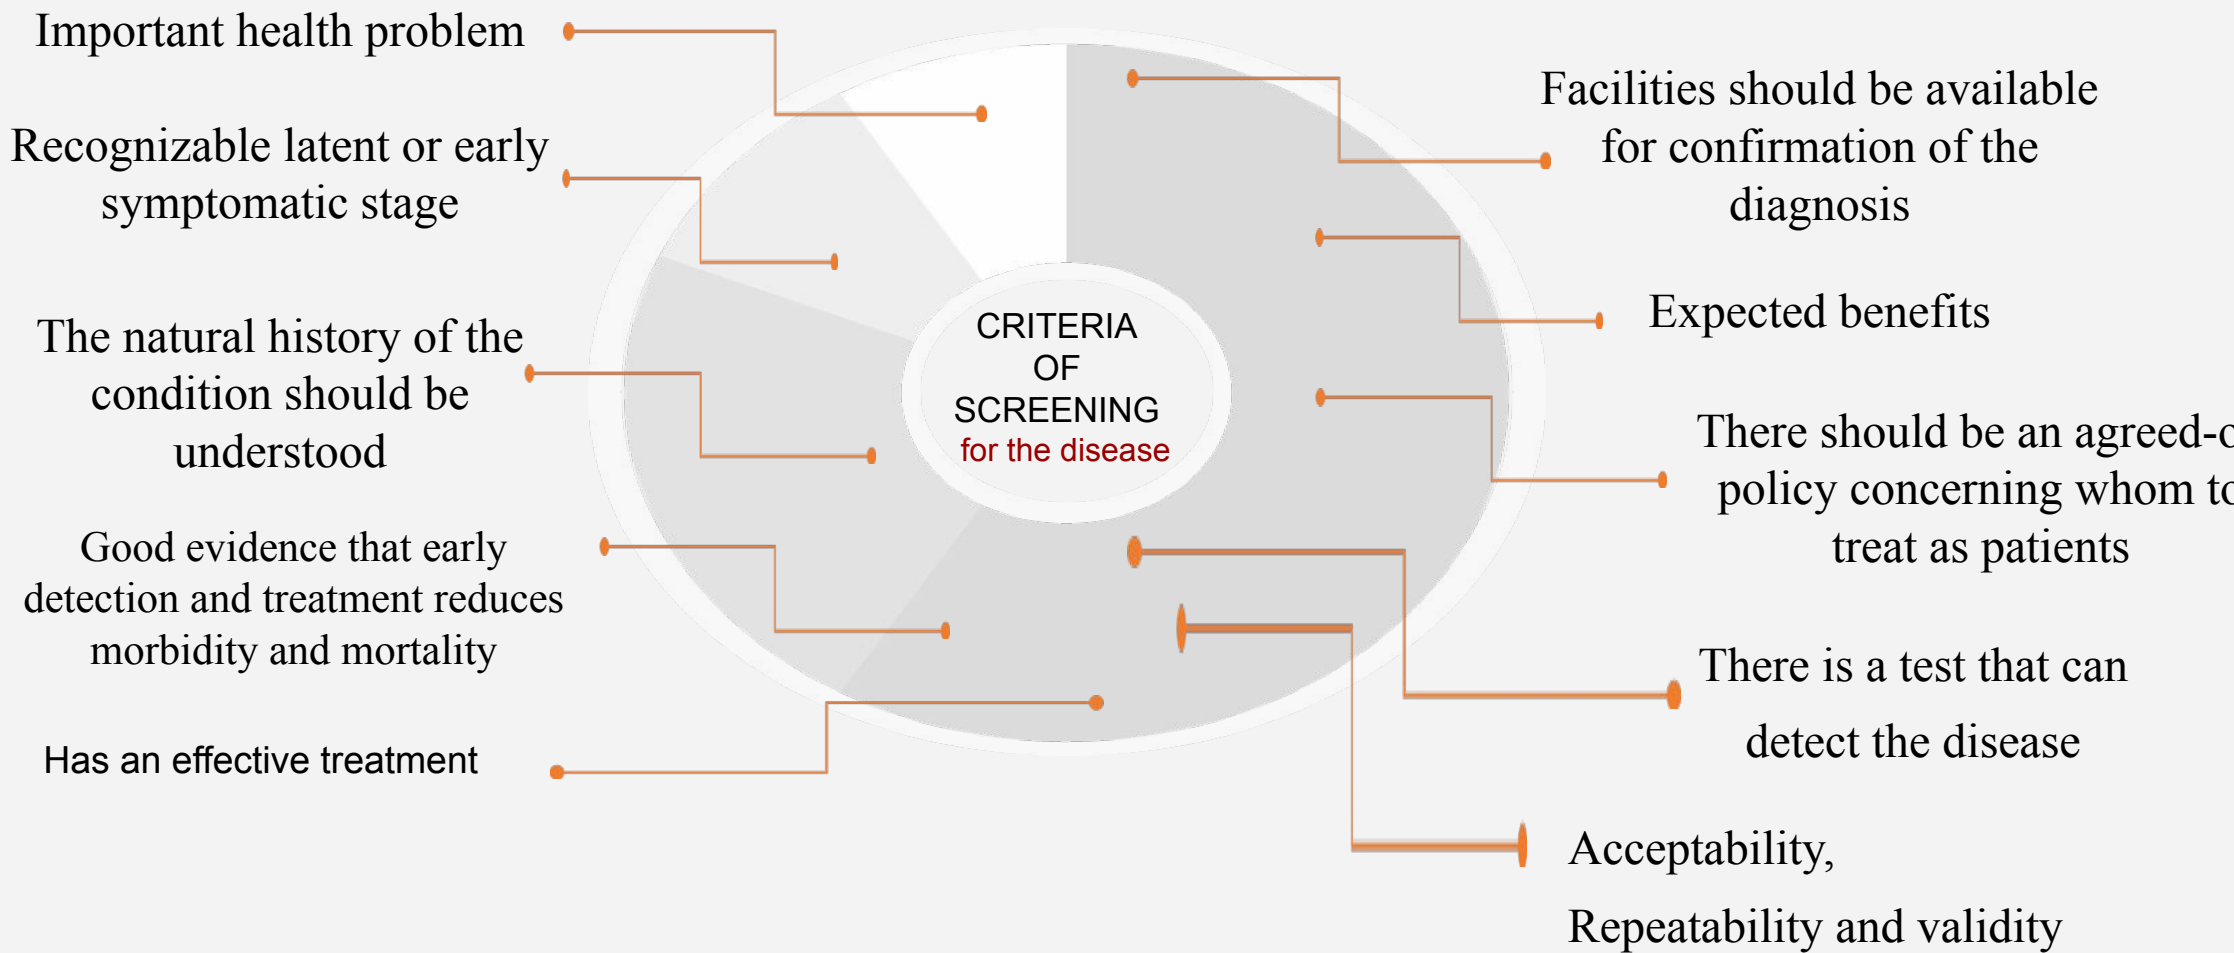 Important health problem
Recognizable latent or early
symptomatic stage
The natural history of the
condition should be
understood
Good evidence that early
detection and treatment reduces
morbidity and mortality
Has an effective treatment
CRITERIA
OF
SCREENING
for the disease
Facilities should be available
for confirmation of the
diagnosis
Expected benefits
There should be an
policy concerning whom to
treat as patients
There is a test that can
detect the disease
Acceptability,
Repeatability and validity